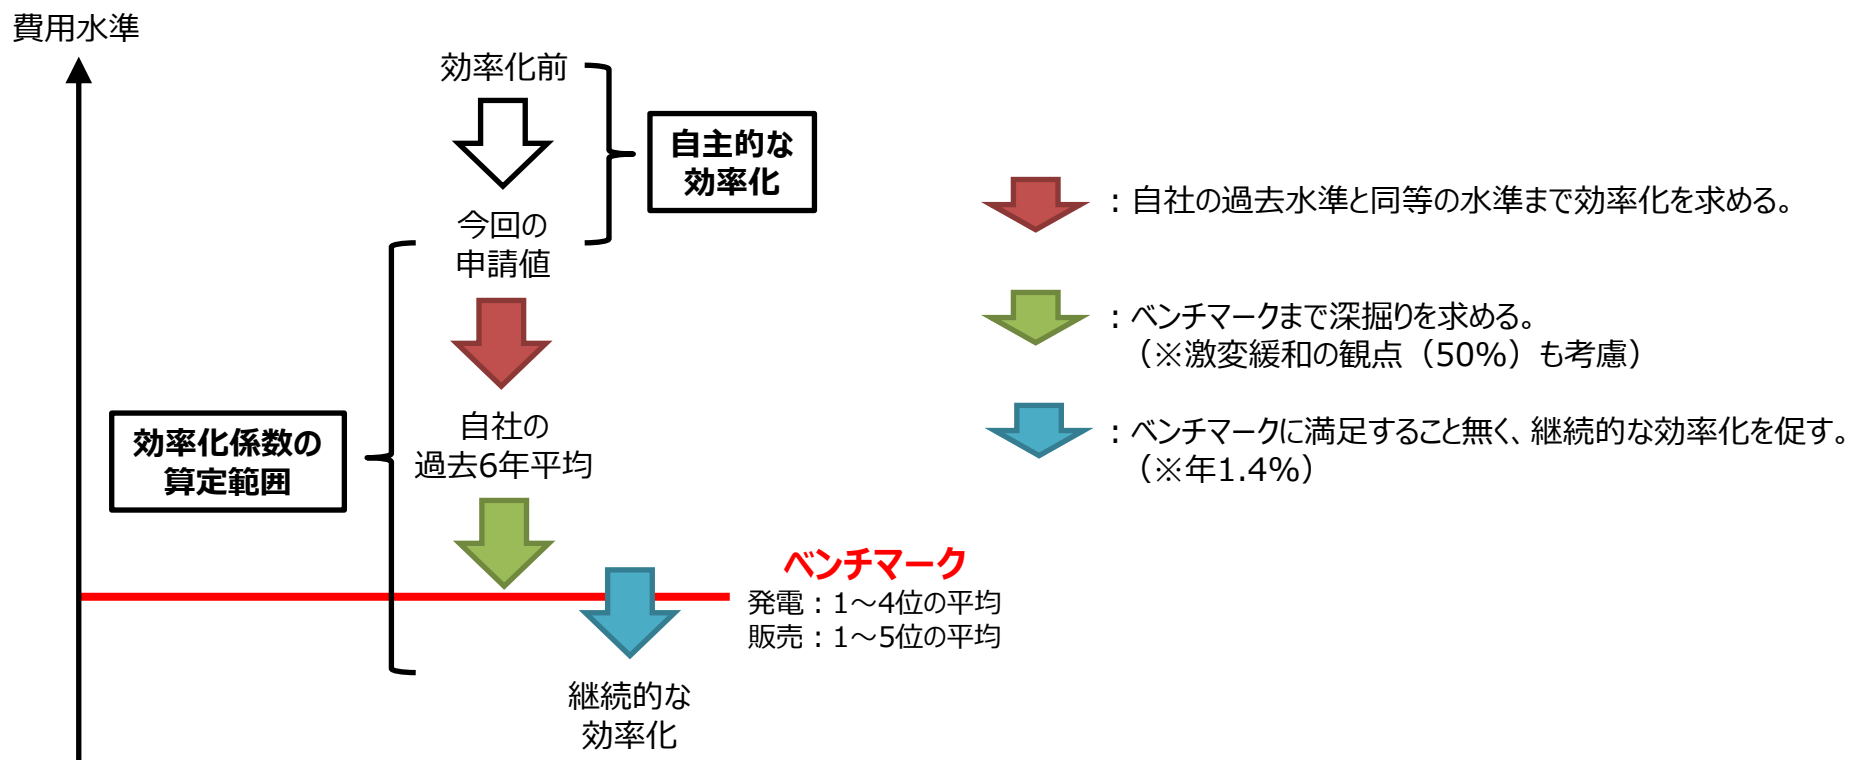 費用水準
効率化前
自主的な
効率化
今回の
申請値
効率化係数の
算定範囲
自社の
過去6年平均
ベンチマーク
発電：1～4位の平均
販売：1～5位の平均
継続的な
効率化
：自社の過去水準と同等の水準まで効率化を求める。
：ベンチマークまで深掘りを求める。
（※激変緩和の観点（50%）も考慮）
：ベンチマークに満足すること無く、継続的な効率化を促す。
（※年1.4%）